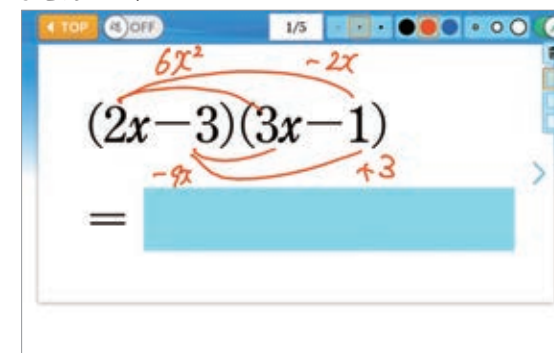 TOP OFF 1/5
6x² -2x
(2x-3)(3x-1)
-9x +3
=